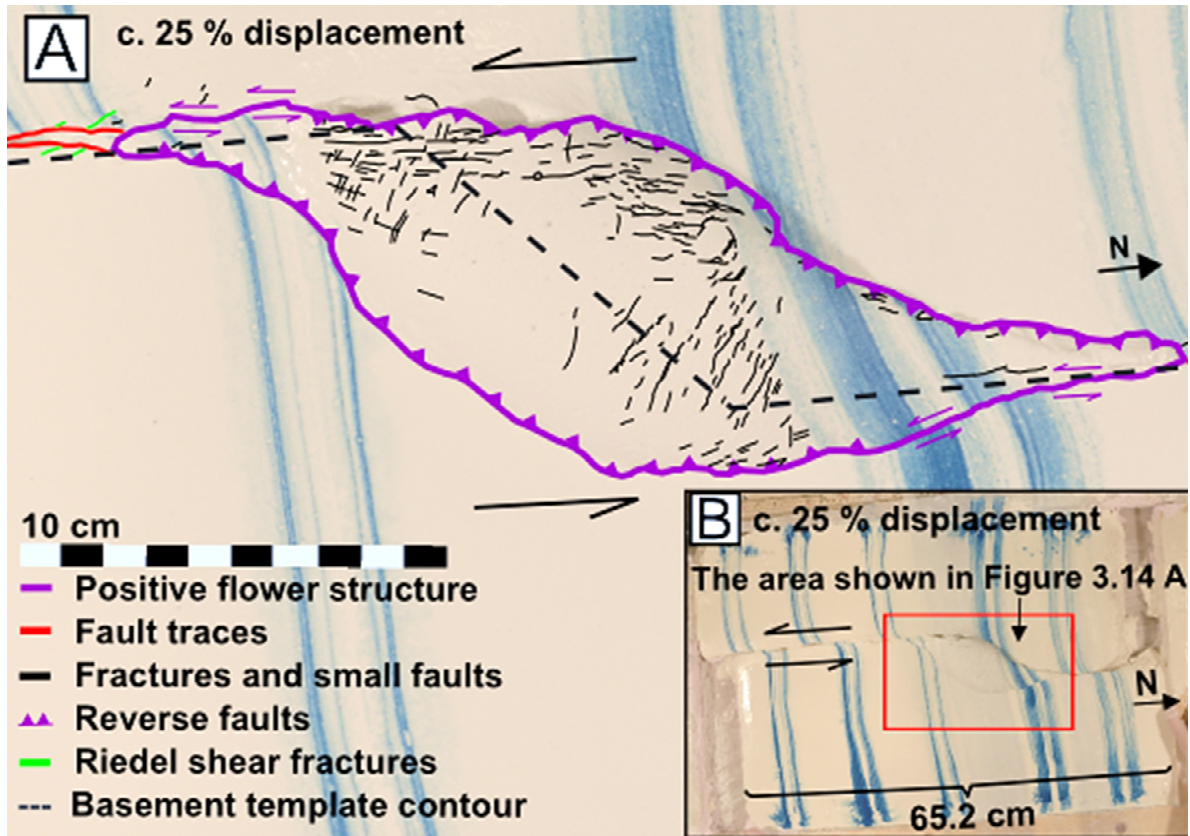 A
c. 25 % displacement
N
10 cm
Positive flower structure
Fault traces
Fractures and small faults
Reverse faults
Riedel shear fractures
Basement template contour
B
c. 25 % displacement
The area shown in Figure 3.14 A
N
65.2 cm